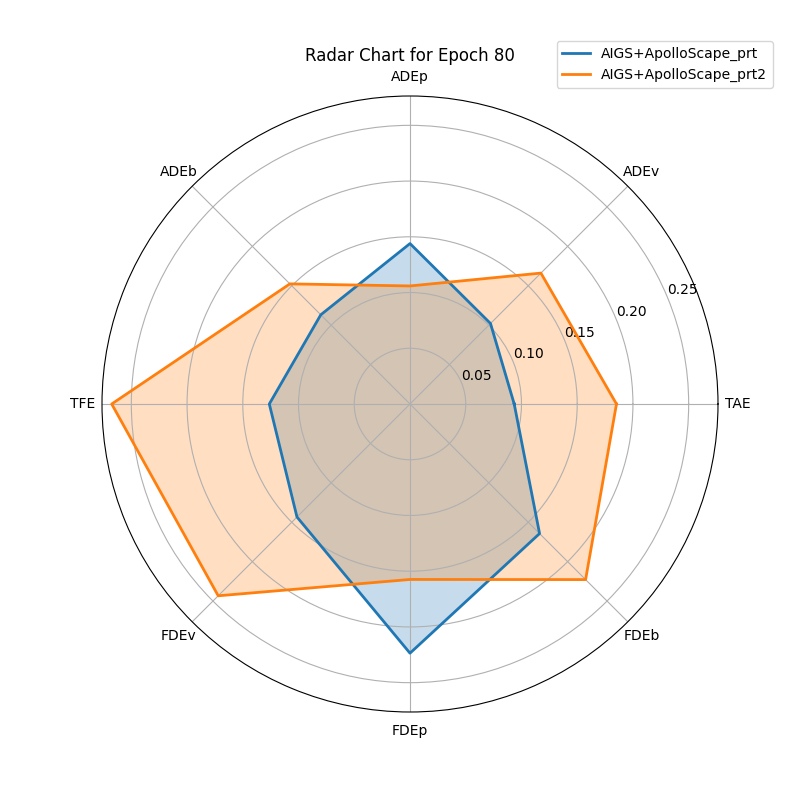 Radar Chart for Epoch 80
AIGS+ApolloScape_prt
AIGS+ApolloScape_prt2
ADEp
ADEb
ADEv
0.25
0.20
0.15
0.10
0.05
TFE
TAE
FDEv
FDEb
FDEp